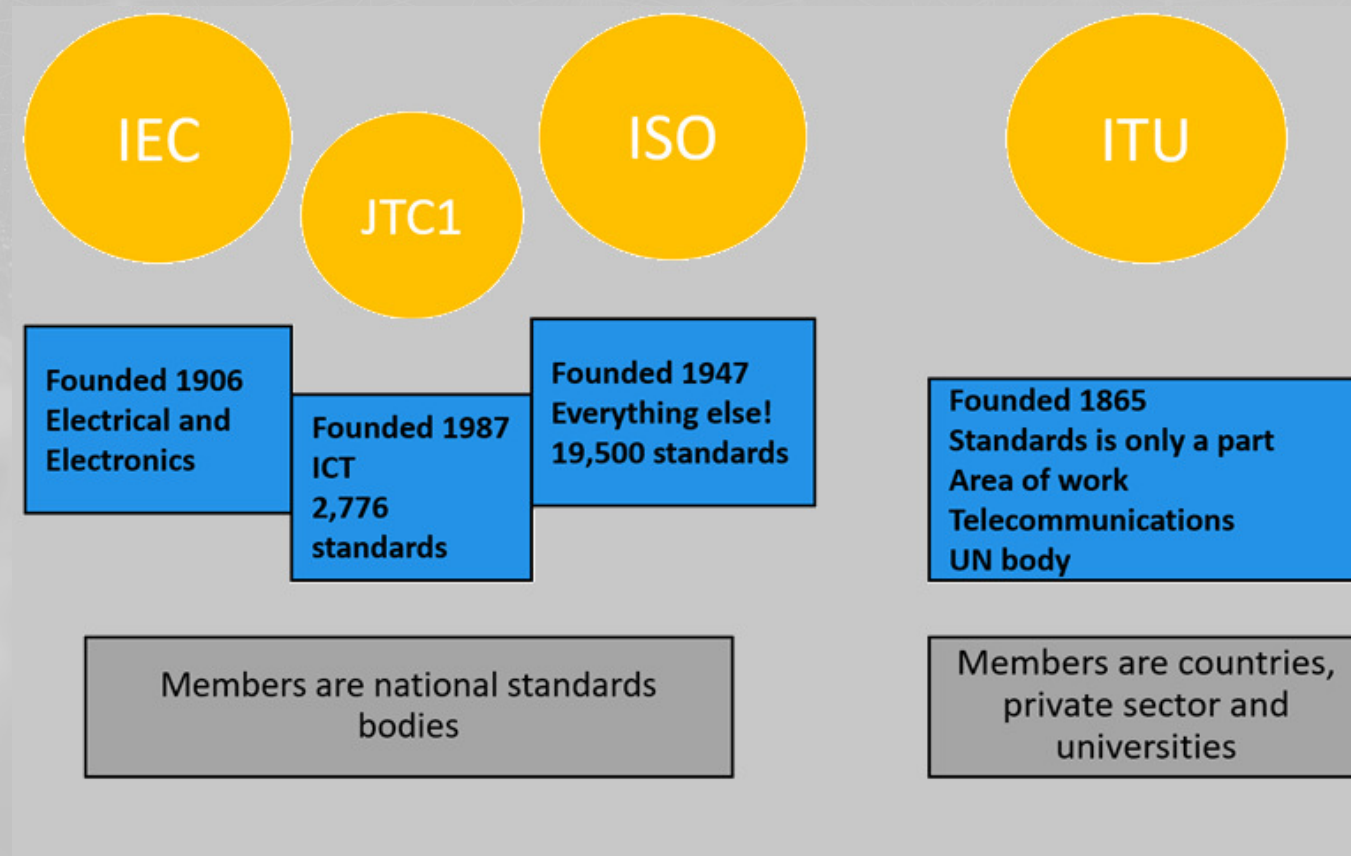 IEC
JTC1
ISO
ITU
Founded 1906
Electrical and
Electronics
Founded 1987
ICT
2,776
standards
Founded 1947
Everything else!
19,500 standards
Founded 1865
Standards is only a part
Area of work
Telecommunications
UN body
Members are national standards
bodies
Members are countries,
private sector and
universities